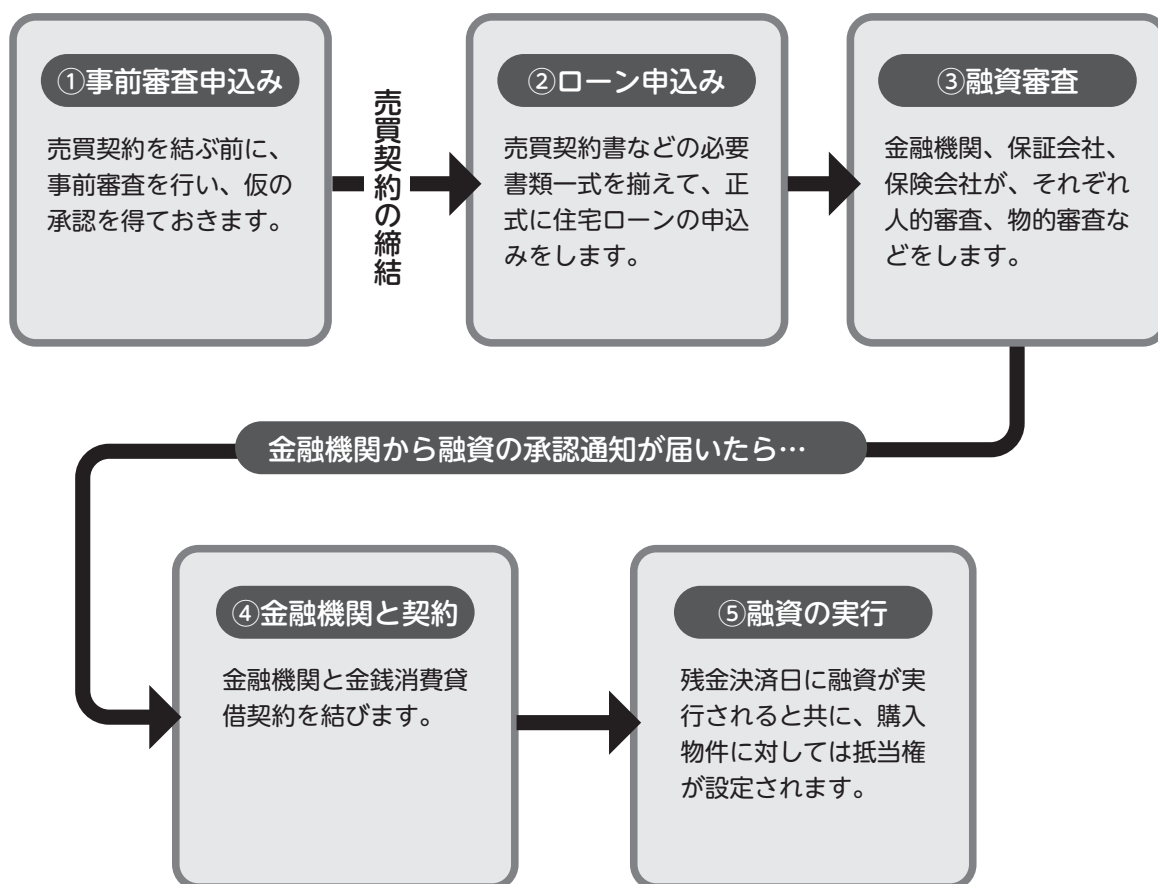 ①事前審査申込み
売買契約を結ぶ前に、
事前審査を行い、仮の
承認を得ておきます。
売買契約の締結
②ローン申込み
売買契約書などの必要
書類一式を揃えて、正
式に住宅ローンの申込
みをします。
③融資審査
金融機関、保証会社、
保険会社が、それぞれ
人的審査、物的審査な
どをします。
金融機関から融資の承認通知が届いたら…
④金融機関と契約
金融機関と金銭消費貸
借契約を結びます。
⑤融資の実行
残金決済日に融資が実
行されると共に、購入
物件に対しては抵当権
が設定されます。